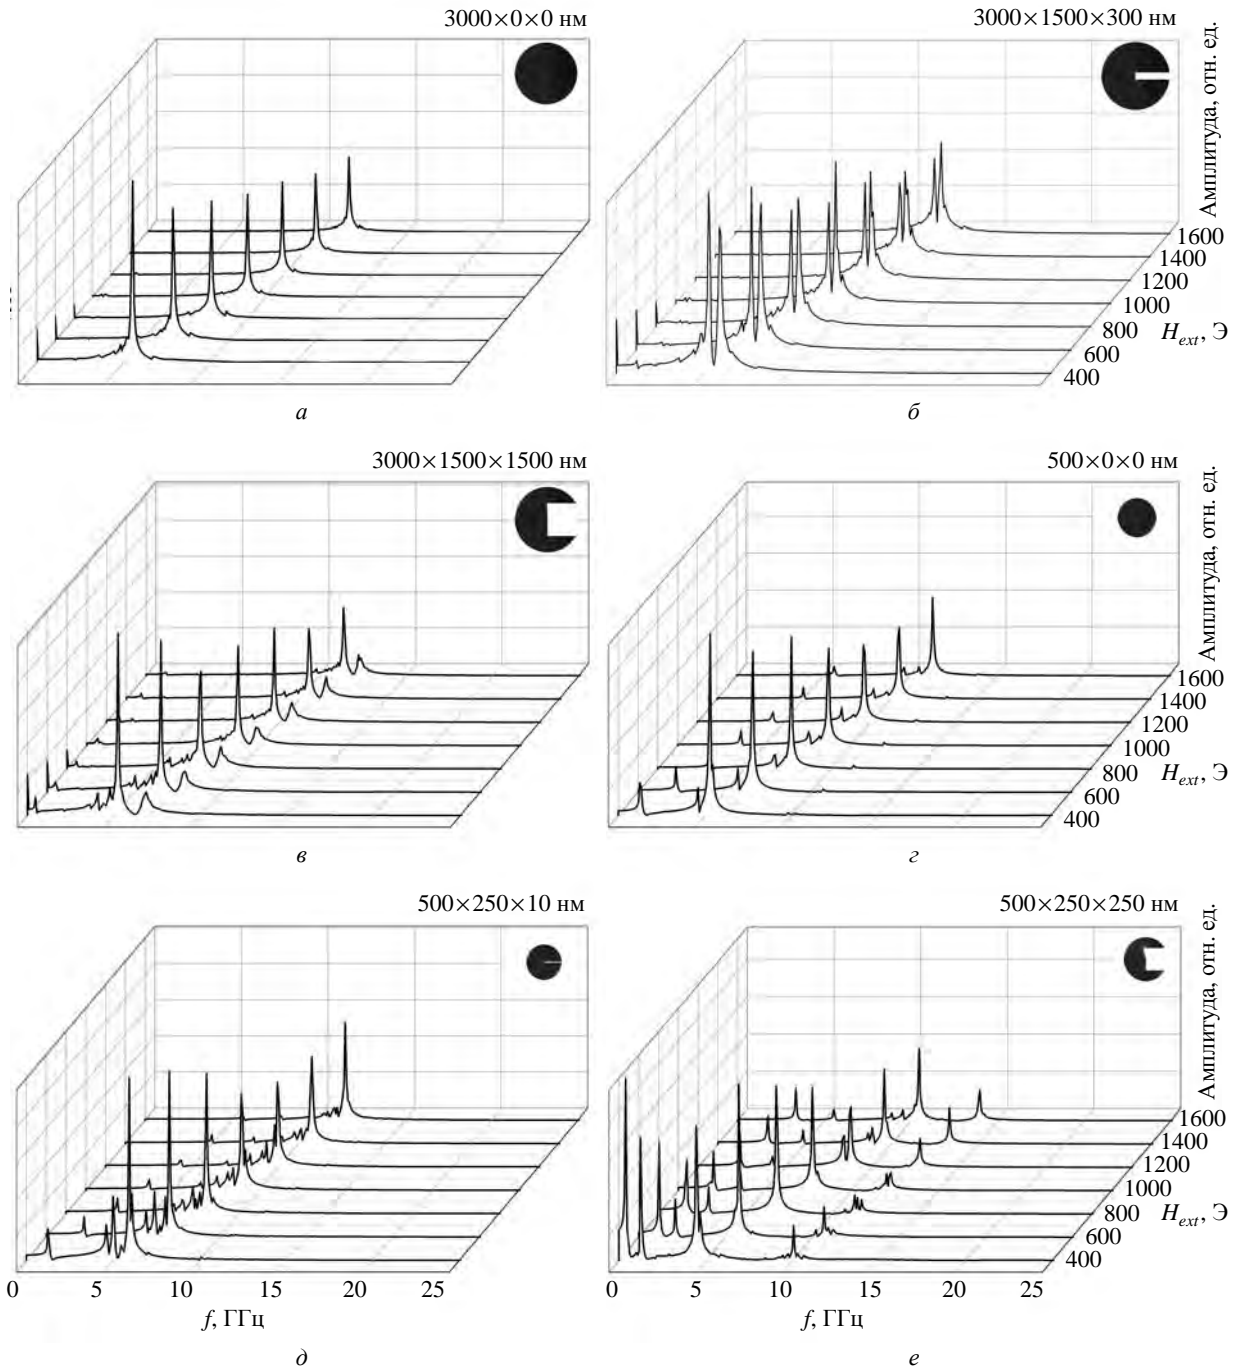 3000×0×0 нм
3000×1500×300 нм
Амплитуда, отн. ед.
1600
1400
1200
1000
800
600
400
H_ext, Э
а
б
3000×1500×1500 нм
500×0×0 нм
Амплитуда, отн. ед.
1600
1400
1200
1000
800
600
400
H_ext, Э
в
г
500×250×10 нм
500×250×250 нм
Амплитуда, отн. ед.
1600
1400
1200
1000
800
600
400
H_ext, Э
0 5 10 15 20 25
0 5 10 15 20 25
f, ГГц
f, ГГц
д
е